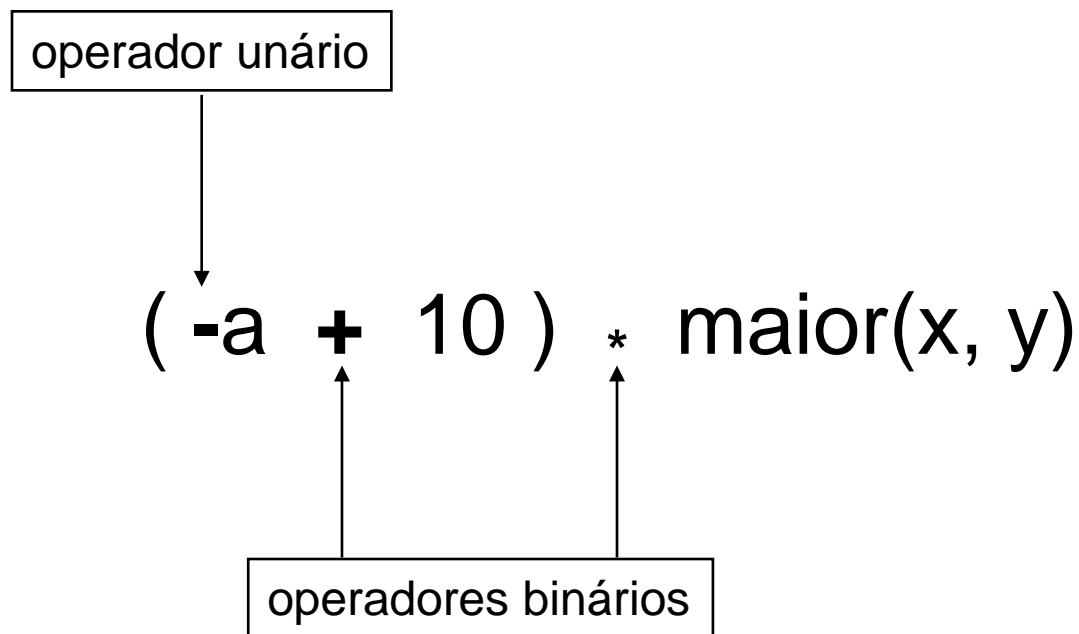 operador unário
( -a + 10 ) * maior(x, y)
operadores binários